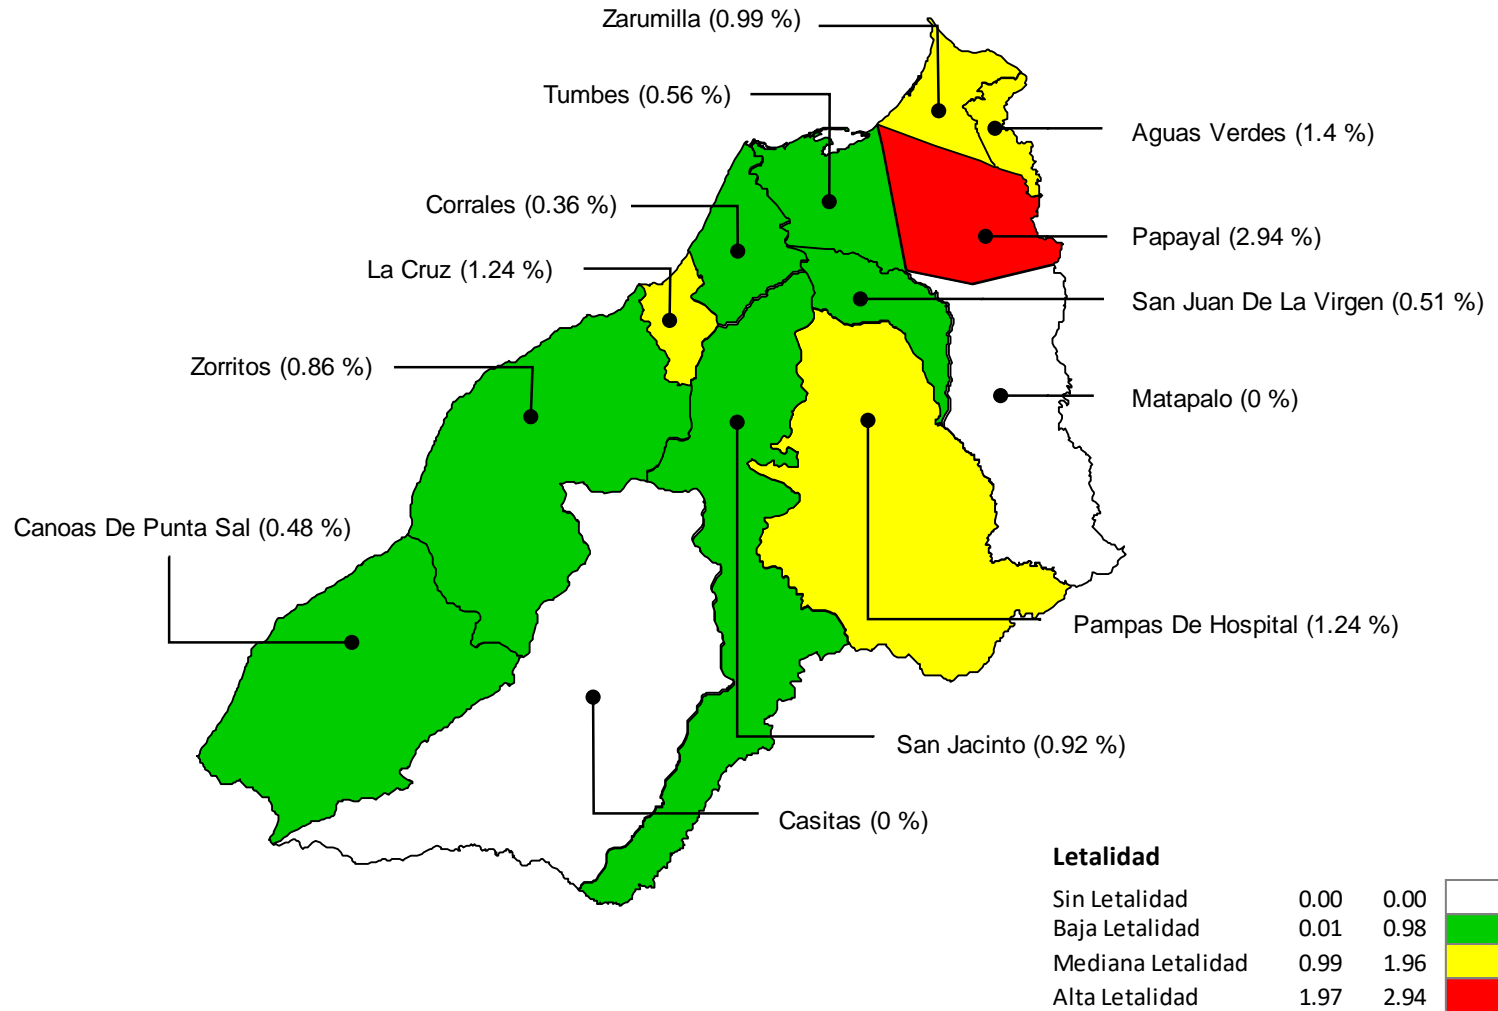 Zarumilla (0.99 %)
Tumbes (0.56 %)
Aguas Verdes (1.4 %)
Corrales (0.36 %)
Papayal (2.94 %)
La Cruz (1.24 %)
San Juan De La Virgen (0.51 %)
Zorritos (0.86 %)
Matapalo (0 %)
Canoas De Punta Sal (0.48 %)
Pampas De Hospital (1.24 %)
San Jacinto (0.92 %)
Casitas (0 %)
Letalidad
Sin Letalidad 0.00 0.00
Baja Letalidad 0.01 0.98
Mediana Letalidad 0.99 1.96
Alta Letalidad 1.97 2.94